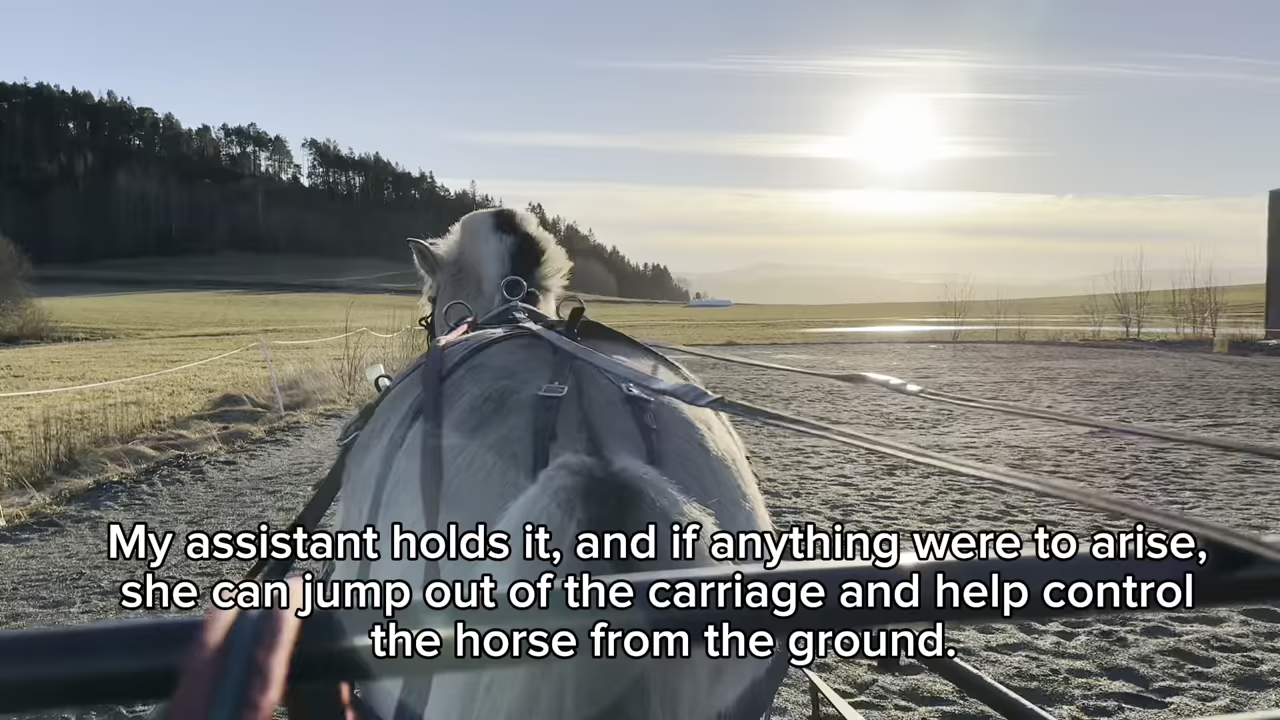 My assistant holds it, and if anything were to arise,
she can jump out of the carriage and help control
the horse from the ground.